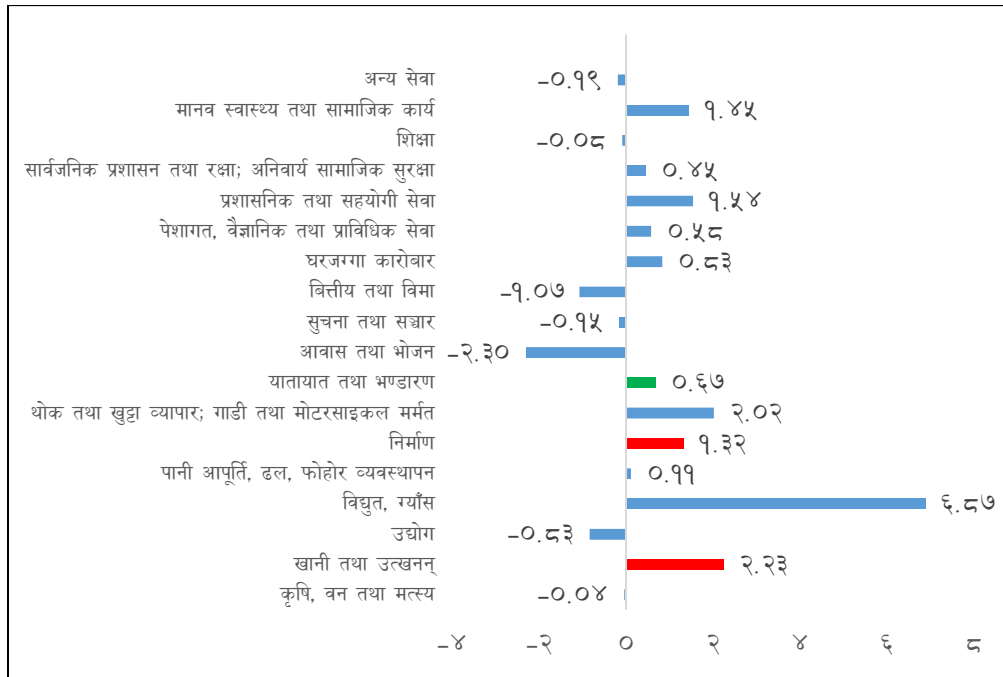 अन्य सेवा -०.१९
मानव स्वास्थ्य तथा सामाजिक कार्य १.४५
शिक्षा -०.०८
सार्वजनिक प्रशासन तथा रक्षा; अनिवार्य सामाजिक सुरक्षा ०.४५
प्रशासनिक तथा सहयोगी सेवा १.५४
पेशागत, वैज्ञानिक तथा प्राविधिक सेवा ०.५८
घरजग्गा कारोबार ०.८३
बित्तीय तथा विमा -१.०७
सुचना तथा सञ्चार -०.१५
आवास तथा भोजन -२.३०
यातायात तथा भण्डारण ०.६७
थोक तथा खुद्रा व्यापार; गाडी तथा मोटरसाइकल मर्मत २.०२
निर्माण १.३२
पानी आपूर्ति, ढल, फोहोर व्यवस्थापन ०.११
विद्युत, ग्याँस ६.८७
उद्योग -०.८३
खानी तथा उत्खनन् २.२३
कृषि, वन तथा मत्स्य -०.०४
-४ -२ ० २ ४ ६ ८